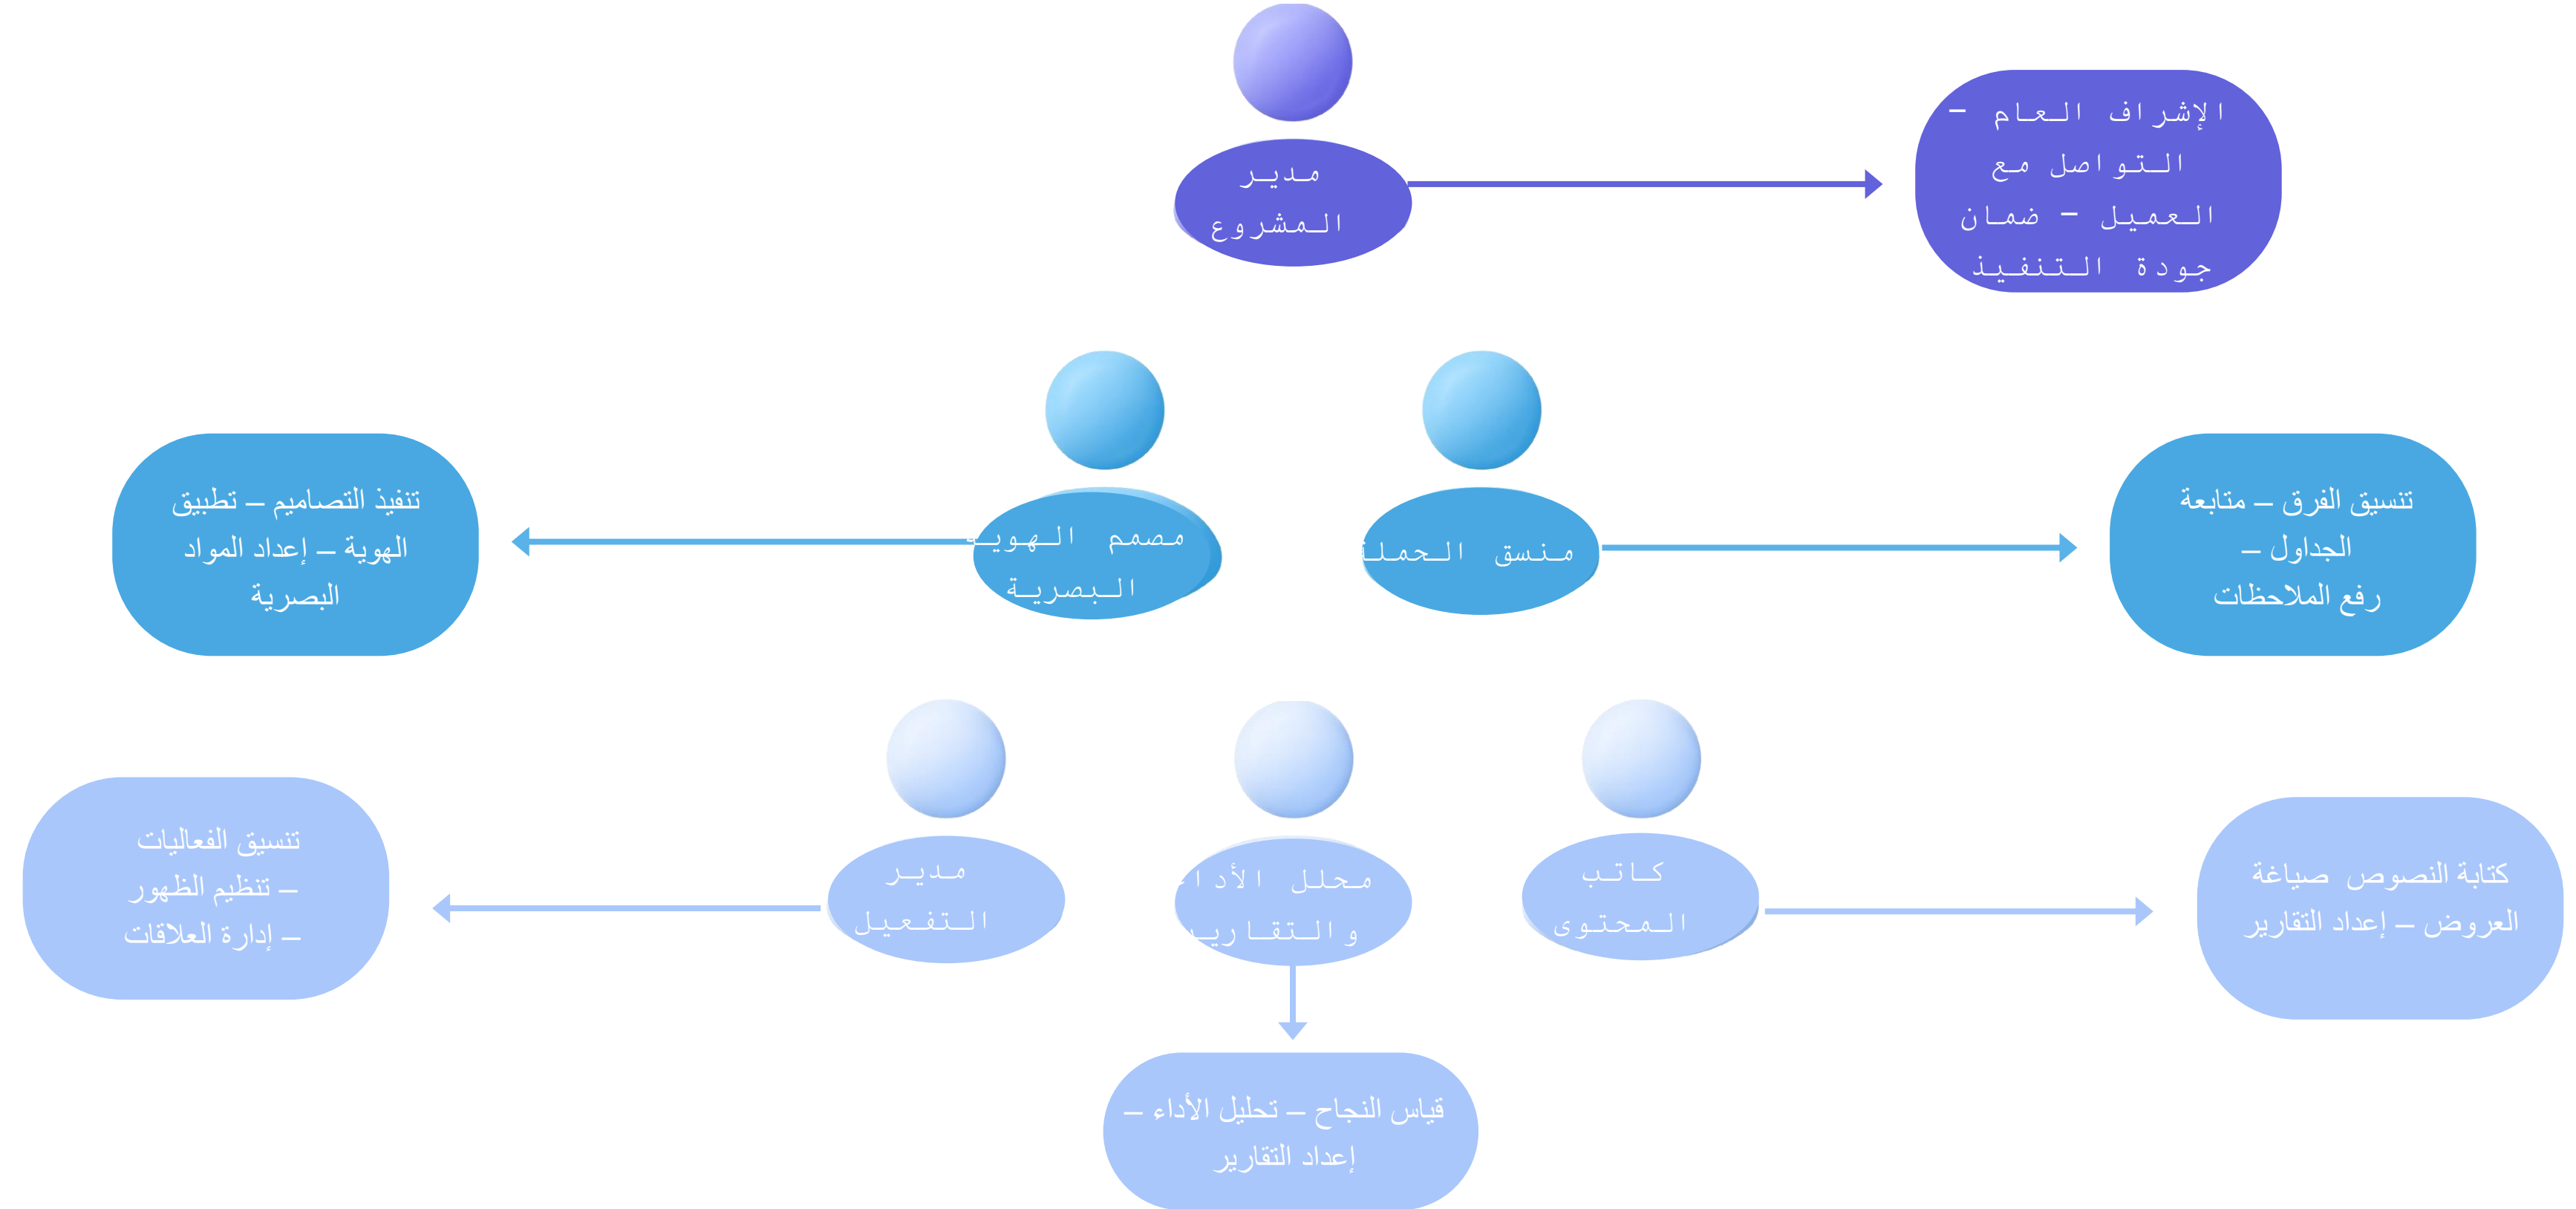 مدير
المشروع
الإشراف العام –
التواصل مع
العميل – ضمان
جودة التنفيذ
منسق الحملة
تنسيق الفرق – متابعة
الجداول –
رفع الملاحظات
مصمم الهوية
البصرية
تنفيذ التصاميم – تطبيق
الهوية – إعداد المواد
البصرية
كاتب
المحتوى
كتابة النصوص صياغة
العروض – إعداد التقارير
محلل الأداء
والتقارير
قياس النجاح – تحليل الأداء –
إعداد التقارير
مدير
التفعيل
تنسيق الفعاليات
– تنظيم الظهور
– إدارة العلاقات